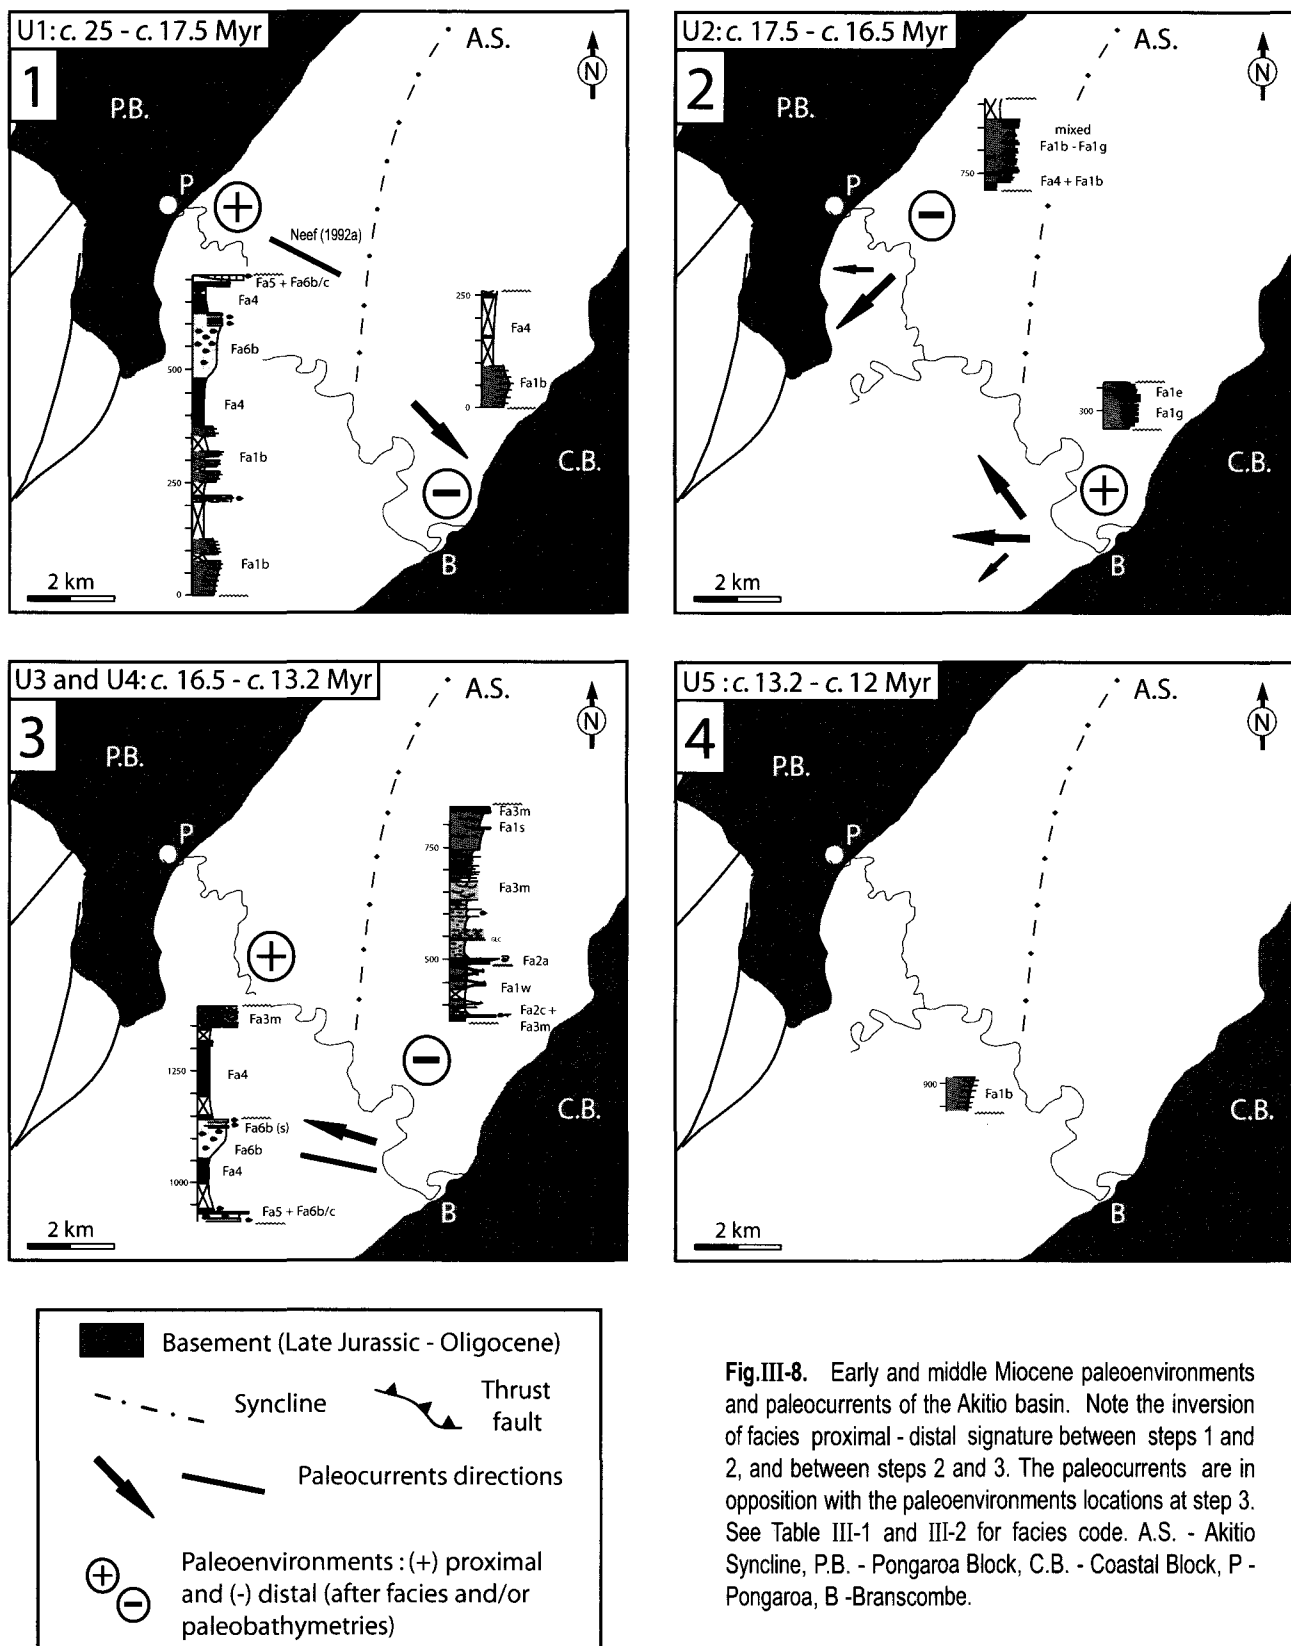 U1: c. 25 - c. 17.5 Myr
1
A.S.
N
P.B.
P
+
Neef (1992a)
Fa5 + Fa6b/c
Fa4
Fa6b
500
Fa4
Fa1b
250
Fa1b
0
250
Fa4
Fa1b
0
C.B.
B
2 km
U2: c. 17.5 - c. 16.5 Myr
2
A.S.
N
P.B.
P
mixed
Fa1b - Fa1g
750
Fa4 + Fa1b
Fa1e
300
Fa1g
+
C.B.
B
2 km
U3 and U4: c. 16.5 - c. 13.2 Myr
3
A.S.
N
P.B.
P
+
Fa3m
Fa1s
750
Fa3m
GLC
500
Fa2a
Fa1w
Fa2c +
Fa3m
Fa3m
1250
Fa4
Fa6b (s)
Fa6b
Fa4
1000
Fa5 + Fa6b/c
C.B.
B
2 km
U5 : c. 13.2 - c. 12 Myr
4
A.S.
N
P.B.
P
900
Fa1b
C.B.
B
2 km
Basement (Late Jurassic - Oligocene)
Syncline
Thrust
fault
Paleocurrents directions
Paleoenvironments : (+) proximal
and (-) distal (after facies and/or
paleobathymetries)
Fig.III-8. Early and middle Miocene paleoenvironments
and paleocurrents of the Akitio basin. Note the inversion
of facies proximal - distal signature between steps 1 and
2, and between steps 2 and 3. The paleocurrents are in
opposition with the paleoenvironments locations at step 3.
See Table III-1 and III-2 for facies code. A.S. - Akitio
Syncline, P.B. - Pongaroa Block, C.B. - Coastal Block, P -
Pongaroa, B -Branscombe.